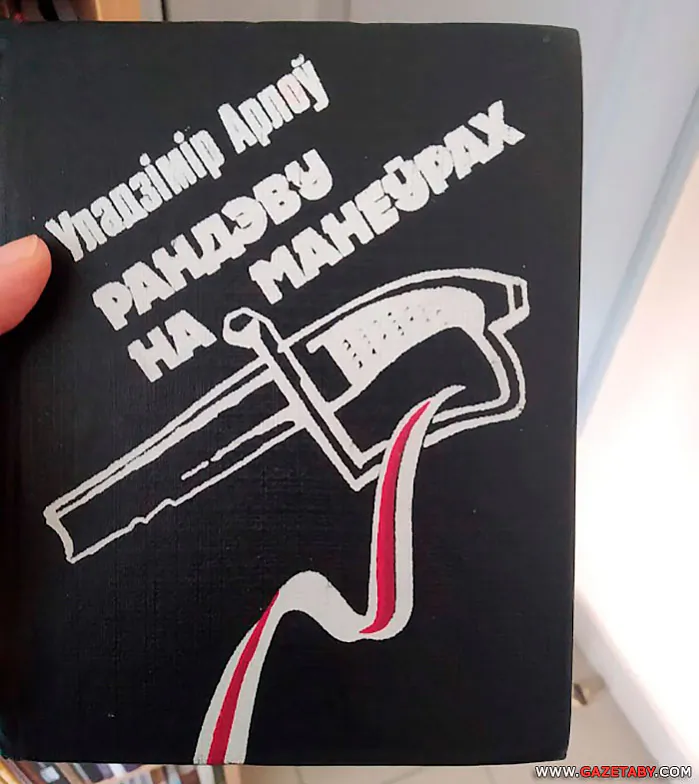 Уладзімір Арлоў
РАНДЭВУ
НА МАНЕЎРАХ
WWW.GAZETABY.COM